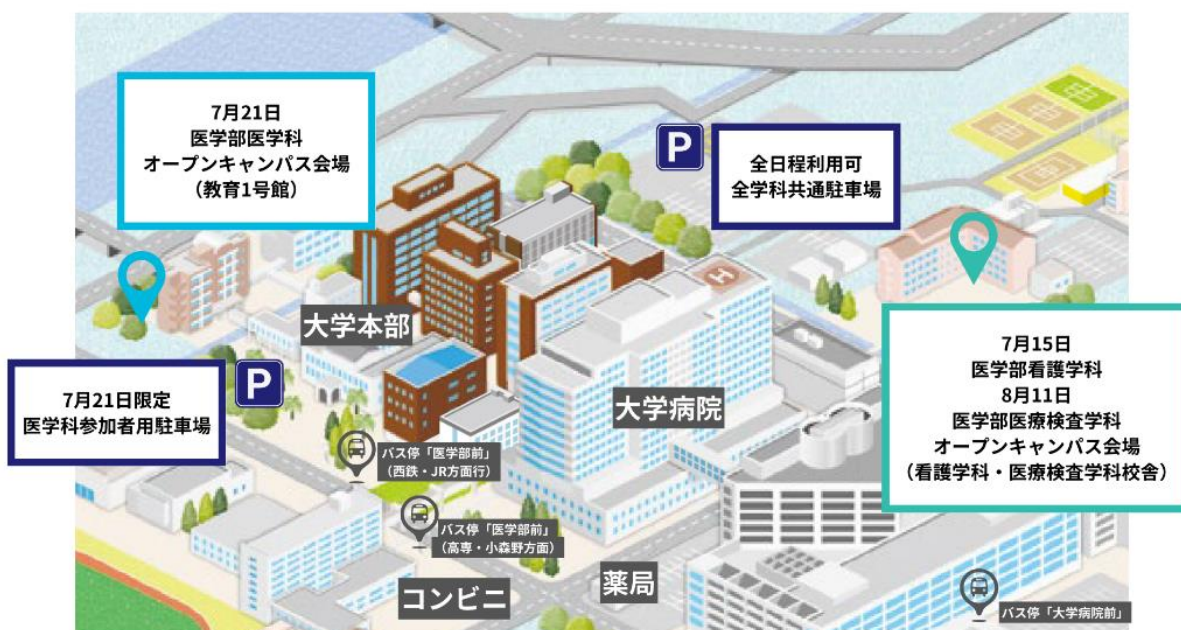 7月21日
医学部医学科
オープンキャンパス会場
(教育1号館)
P
全日程利用可
全学科共通駐車場
H
大学本部
P
7月21日限定
医学科参加者用駐車場
大学病院
7月15日
医学部看護学科
8月11日
医学部医療検査学科
オープンキャンパス会場
(看護学科・医療検査学科校舎)
バス停「医学部前」
(西鉄・JR方面行)
バス停「医学部前」
(高専・小森野方面)
コンビニ
薬局
バス停「大学病院前」